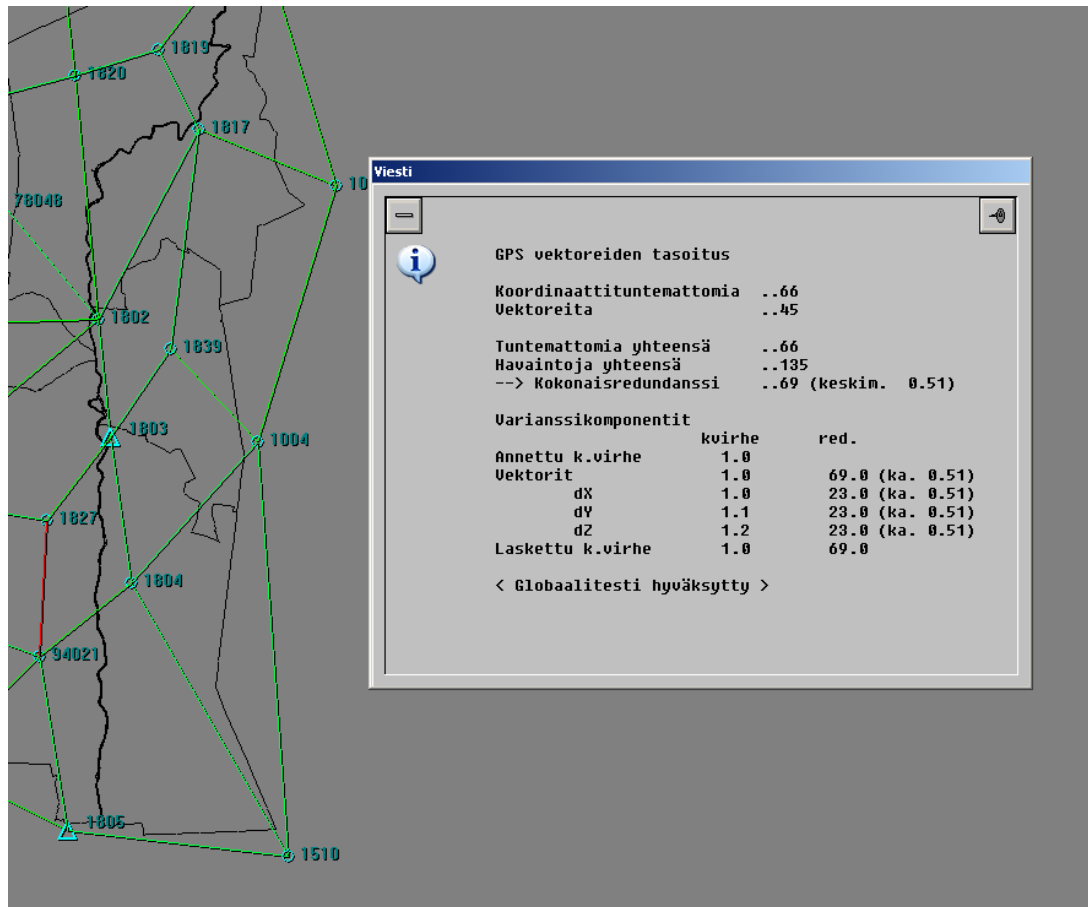 1819
1820
1817
10
78048
1802
1839
1803
1004
1827
1804
94021
1805
1510
Viesti
GPS vektoreiden tasoitus
Koordinaattituntemattomia ..66
Vektoreita ..45
Tuntemattomia yhteensä ..66
Havaintoja yhteensä ..135
--> Kokonaisredundanssi ..69 (keskim. 0.51)
Varianssikomponentit
kvirhe red.
Annettu k.virhe 1.0
Vektorit 1.0 69.0 (ka. 0.51)
dX 1.0 23.0 (ka. 0.51)
dY 1.1 23.0 (ka. 0.51)
dZ 1.2 23.0 (ka. 0.51)
Laskettu k.virhe 1.0 69.0
< Globaalitesti hyväksytty >